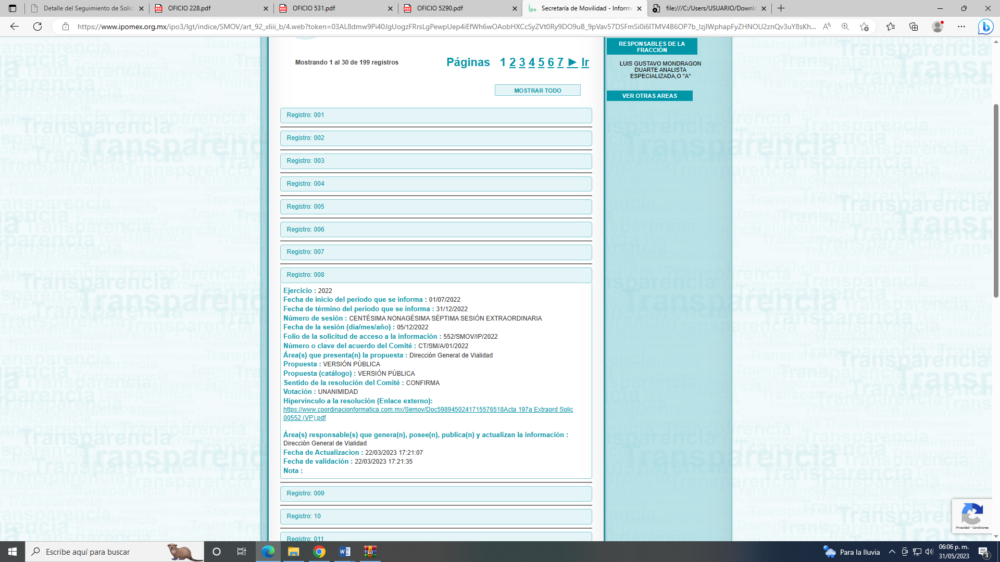 Detalle del Seguimiento de Solici
OFICIO 228.pdf
OFICIO 531.pdf
OFICIO 5290.pdf
Secretaría de Movilidad - Informe
file:///C:/Users/USUARIO/Downl
https://www.ipomex.org.mx/ipo3/lgt/indice/SMOV/art_92_xliii_b/4.web?token=03AL8dmw9Pi40JgUogzFRrsLgPewpUep4iEfWh6wOAobHXCcSyZVt0Ry9DO9uB_9pVav57DSFmSi0i6ITMV4B6OP7b_IzjIWphapFyZHNOU2znQv3uY8sKh...
Mostrando 1 al 30 de 199 registros
Páginas 1 2 3 4 5 6 7 ► Ir
MOSTRAR TODO
RESPONSABLES DE LA
FRACCIÓN
LUIS GUSTAVO MONDRAGON
DUARTE ANALISTA
ESPECIALIZADA,O "A"
VER OTRAS AREAS
Registro: 001
Registro: 002
Registro: 003
Registro: 004
Registro: 005
Registro: 006
Registro: 007
Registro: 008
Ejercicio : 2022
Fecha de inicio del periodo que se informa : 01/07/2022
Fecha de término del periodo que se informa : 31/12/2022
Número de sesión : CENTÉSIMA NONAGÉSIMA SÉPTIMA SESIÓN EXTRAORDINARIA
Fecha de la sesión (día/mes/año) : 05/12/2022
Folio de la solicitud de acceso a la información : 552/SMOV/IP/2022
Número o clave del acuerdo del Comité : CT/SM/A/01/2022
Área(s) que presenta(n) la propuesta : Dirección General de Vialidad
Propuesta : VERSIÓN PÚBLICA
Propuesta (catálogo) : VERSIÓN PÚBLICA
Sentido de la resolución del Comité : CONFIRMA
Votación : UNANIMIDAD
Hipervínculo a la resolución (Enlace externo):
https://www.coordinacionformatica.com.mx/Semov/Doc5989450241715576518Acta 197a Extraord Solic
00552 (VP).pdf
Área(s) responsable(s) que genera(n), posee(n), publica(n) y actualizan la información :
Dirección General de Vialidad
Fecha de Actualizacion : 22/03/2023 17:21:07
Fecha de validación : 22/03/2023 17:21:35
Nota :
Registro: 009
Registro: 10
Registro: 011
Privacidad - Condiciones
Escribe aquí para buscar
Para la lluvia
06:06 p. m.
31/05/2023
3